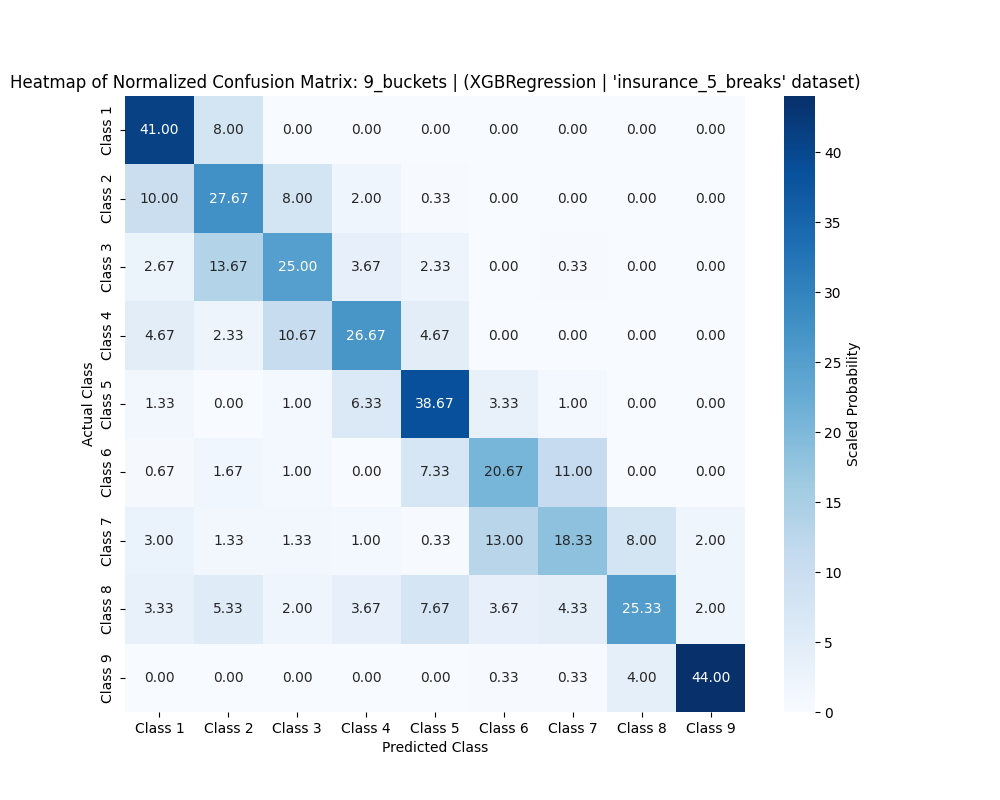 Heatmap of Normalized Confusion Matrix: 9_buckets | (XGBRegression | 'insurance_5_breaks' dataset)
Actual Class
Class 1 41.00 8.00 0.00 0.00 0.00 0.00 0.00 0.00 0.00
Class 2 10.00 27.67 8.00 2.00 0.33 0.00 0.00 0.00 0.00
Class 3 2.67 13.67 25.00 3.67 2.33 0.00 0.33 0.00 0.00
Class 4 4.67 2.33 10.67 26.67 4.67 0.00 0.00 0.00 0.00
Class 5 1.33 0.00 1.00 6.33 38.67 3.33 1.00 0.00 0.00
Class 6 0.67 1.67 1.00 0.00 7.33 20.67 11.00 0.00 0.00
Class 7 3.00 1.33 1.33 1.00 0.33 13.00 18.33 8.00 2.00
Class 8 3.33 5.33 2.00 3.67 7.67 3.67 4.33 25.33 2.00
Class 9 0.00 0.00 0.00 0.00 0.00 0.33 0.33 4.00 44.00
Class 1 Class 2 Class 3 Class 4 Class 5 Class 6 Class 7 Class 8 Class 9
Predicted Class
40
35
30
25
20
15
10
5
0
Scaled Probability